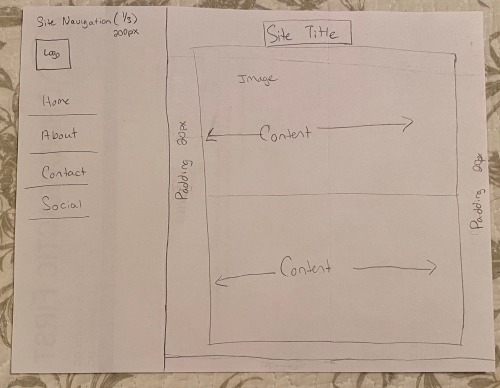 Site Navigation (1/3)
200px
Logo
Home
About
Contact
Social
Site Title
Image
Padding 20px
Content
Content
Padding 20px